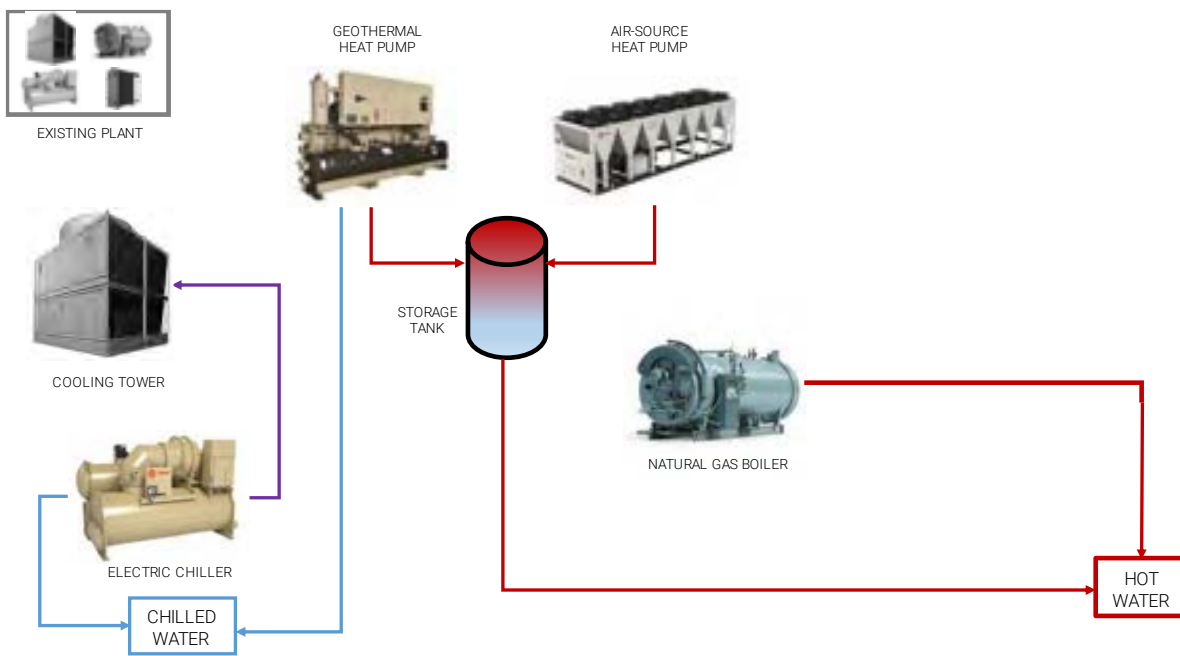 GEOTHERMAL
HEAT PUMP
AIR-SOURCE
HEAT PUMP
EXISTING PLANT
STORAGE
TANK
COOLING TOWER
NATURAL GAS BOILER
ELECTRIC CHILLER
CHILLED
WATER
HOT
WATER